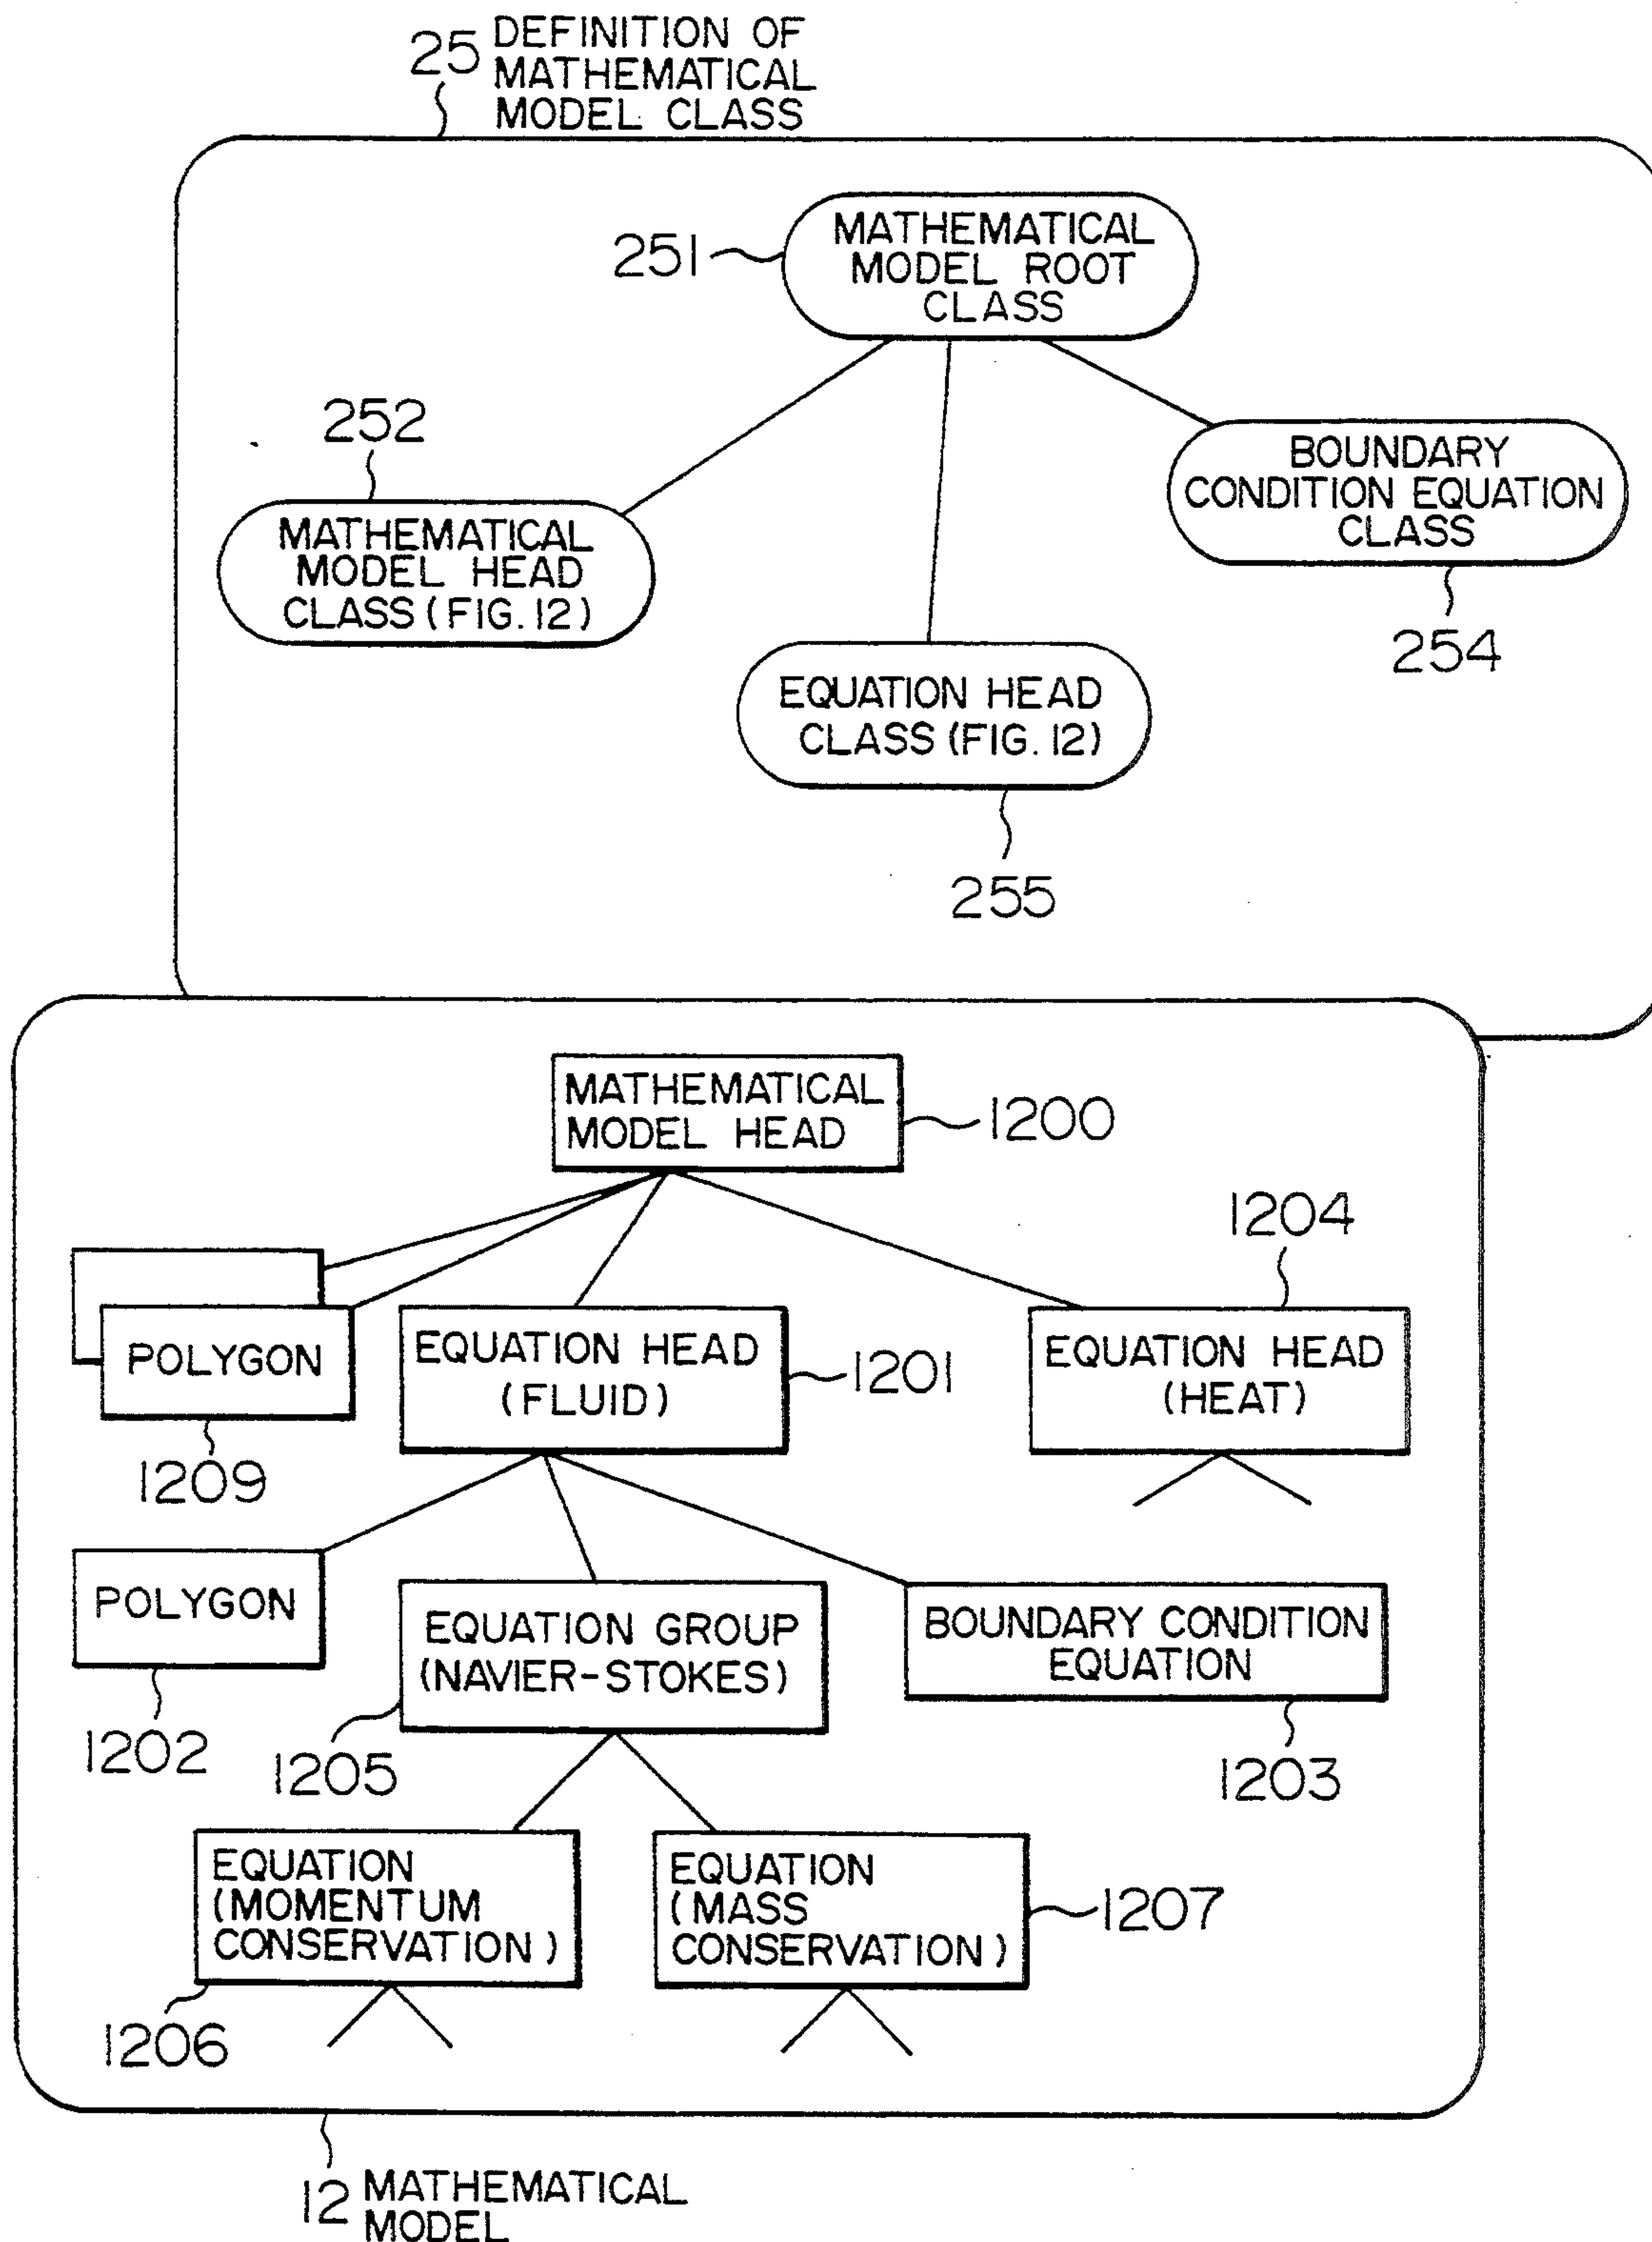 25 DEFINITION OF
MATHEMATICAL
MODEL CLASS
251
MATHEMATICAL
MODEL ROOT
CLASS
252
MATHEMATICAL
MODEL HEAD
CLASS (FIG. 12)
BOUNDARY
CONDITION EQUATION
CLASS
254
EQUATION HEAD
CLASS (FIG. 12)
255
MATHEMATICAL
MODEL HEAD
1200
1204
POLYGON
1209
EQUATION HEAD
(FLUID)
1201
EQUATION HEAD
(HEAT)
POLYGON
1202
EQUATION GROUP
(NAVIER-STOKES)
1205
BOUNDARY CONDITION
EQUATION
1203
EQUATION
(MOMENTUM
CONSERVATION)
1206
EQUATION
(MASS
CONSERVATION)
1207
12 MATHEMATICAL
MODEL